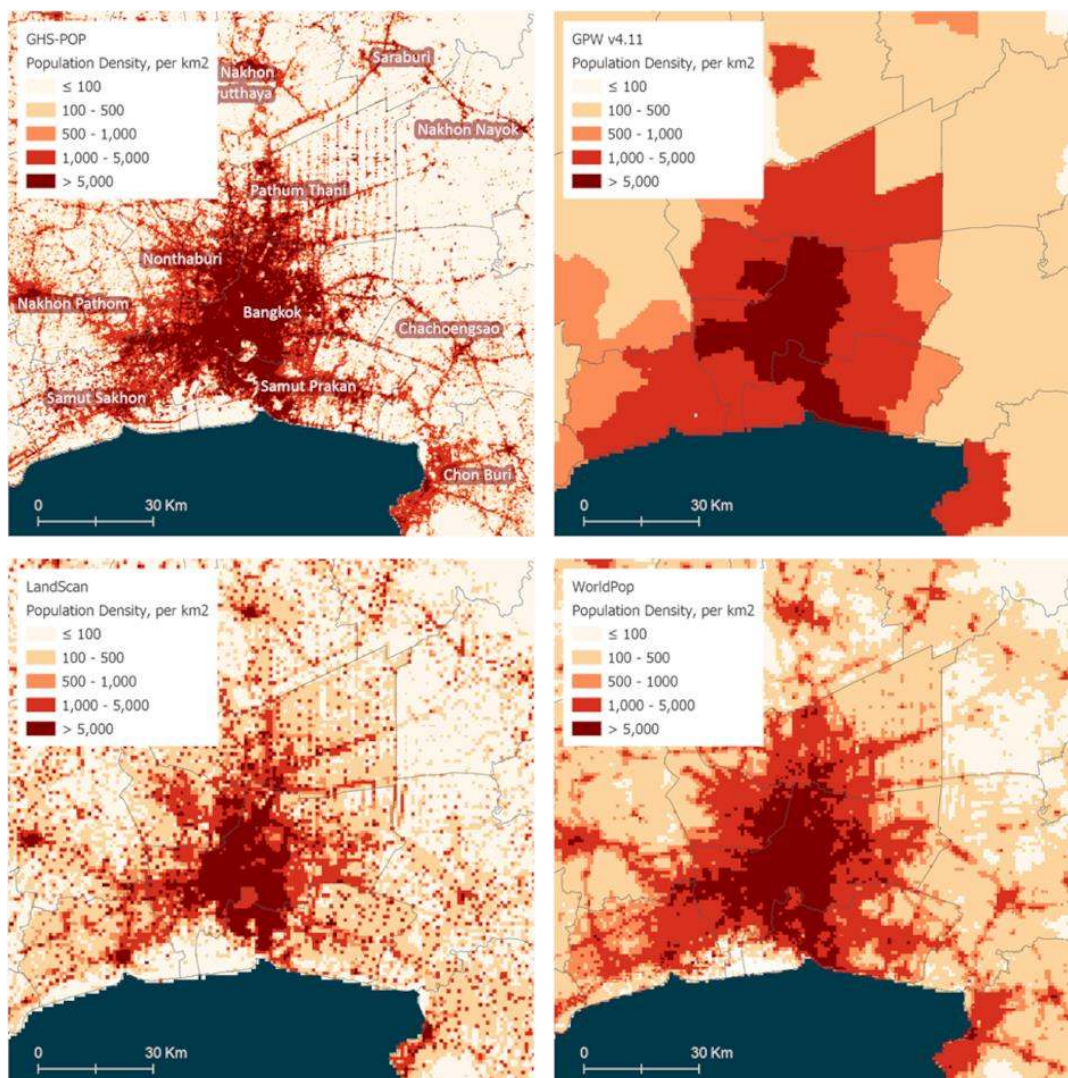 GHS-POP
Population Density, per km2
≤ 100
100 - 500
500 - 1,000
1,000 - 5,000
> 5,000
Nakhon
Saraburi
Nakhon Nayok
Pathum Thani
Nonthaburi
Nakhon Pathom
Bangkok
Chachoengsao
Samut Prakan
Samut Sakhon
Chon Buri
0 30 Km
GPW v4.11
Population Density, per km2
≤ 100
100 - 500
500 - 1,000
1,000 - 5,000
> 5,000
0 30 Km
LandScan
Population Density, per km2
≤ 100
100 - 500
500 - 1,000
1,000 - 5,000
> 5,000
0 30 Km
WorldPop
Population Density, per km2
≤ 100
100 - 500
500 - 1000
1,000 - 5,000
> 5,000
0 30 Km